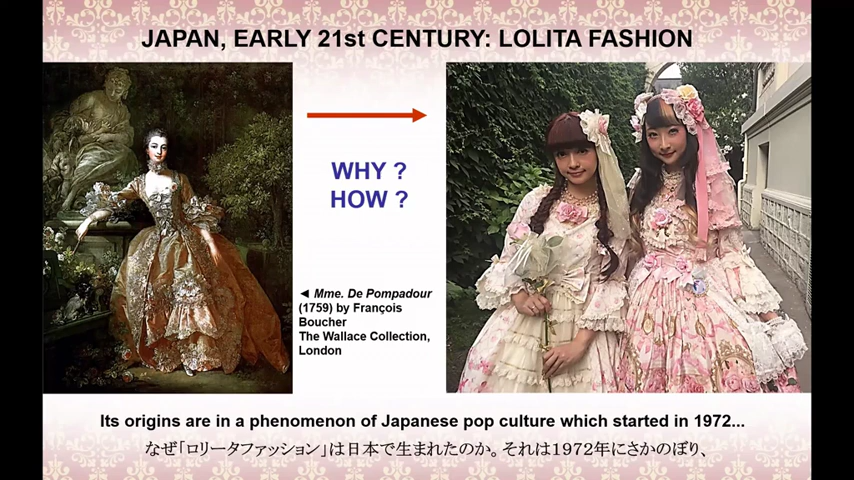 JAPAN, EARLY 21st CENTURY: LOLITA FASHION
WHY ?
HOW ?
◄ Mme. De Pompadour
(1759) by François
Boucher
The Wallace Collection,
London
Its origins are in a phenomenon of Japanese pop culture which started in 1972...
なぜ「ロリータファッション」は日本で生まれたのか。それは1972年にさかのぼり、